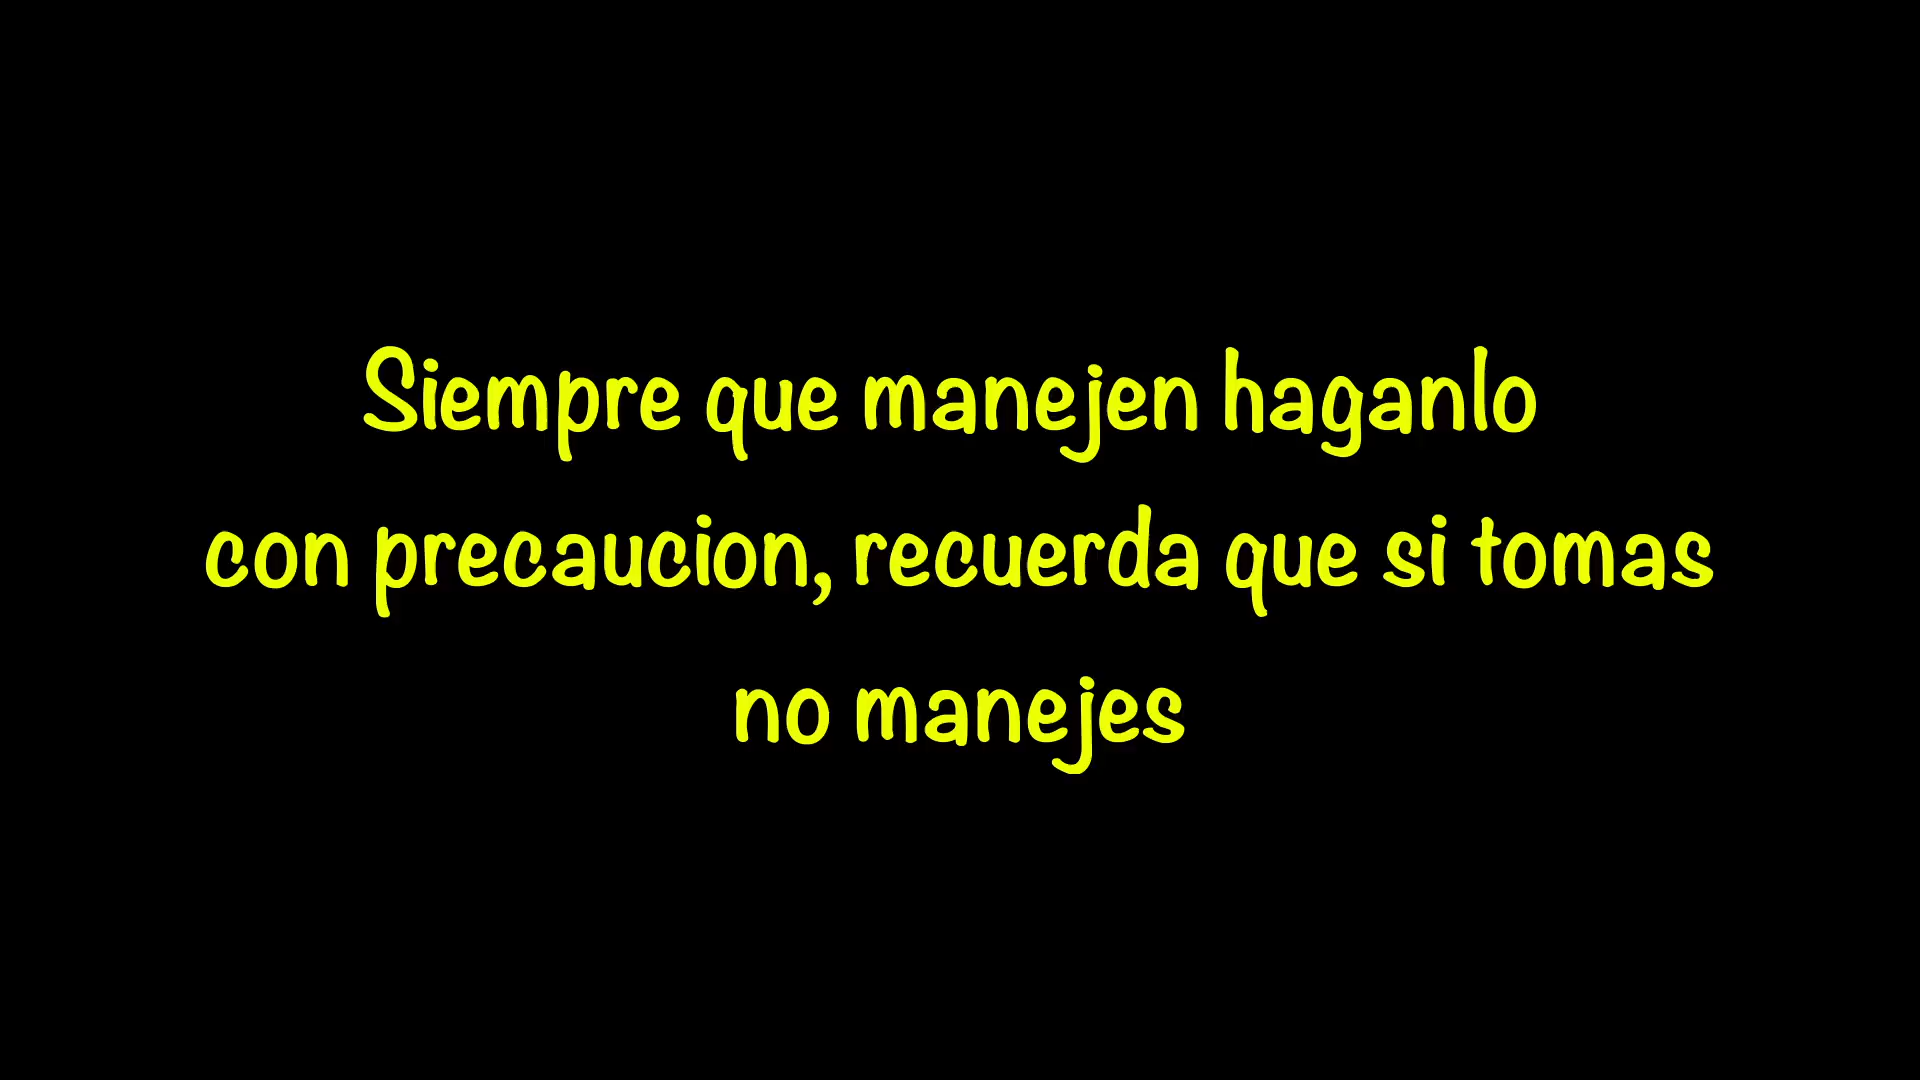 Siempre que manejen haganlo
con precaucion, recuerda que si tomas
no manejes